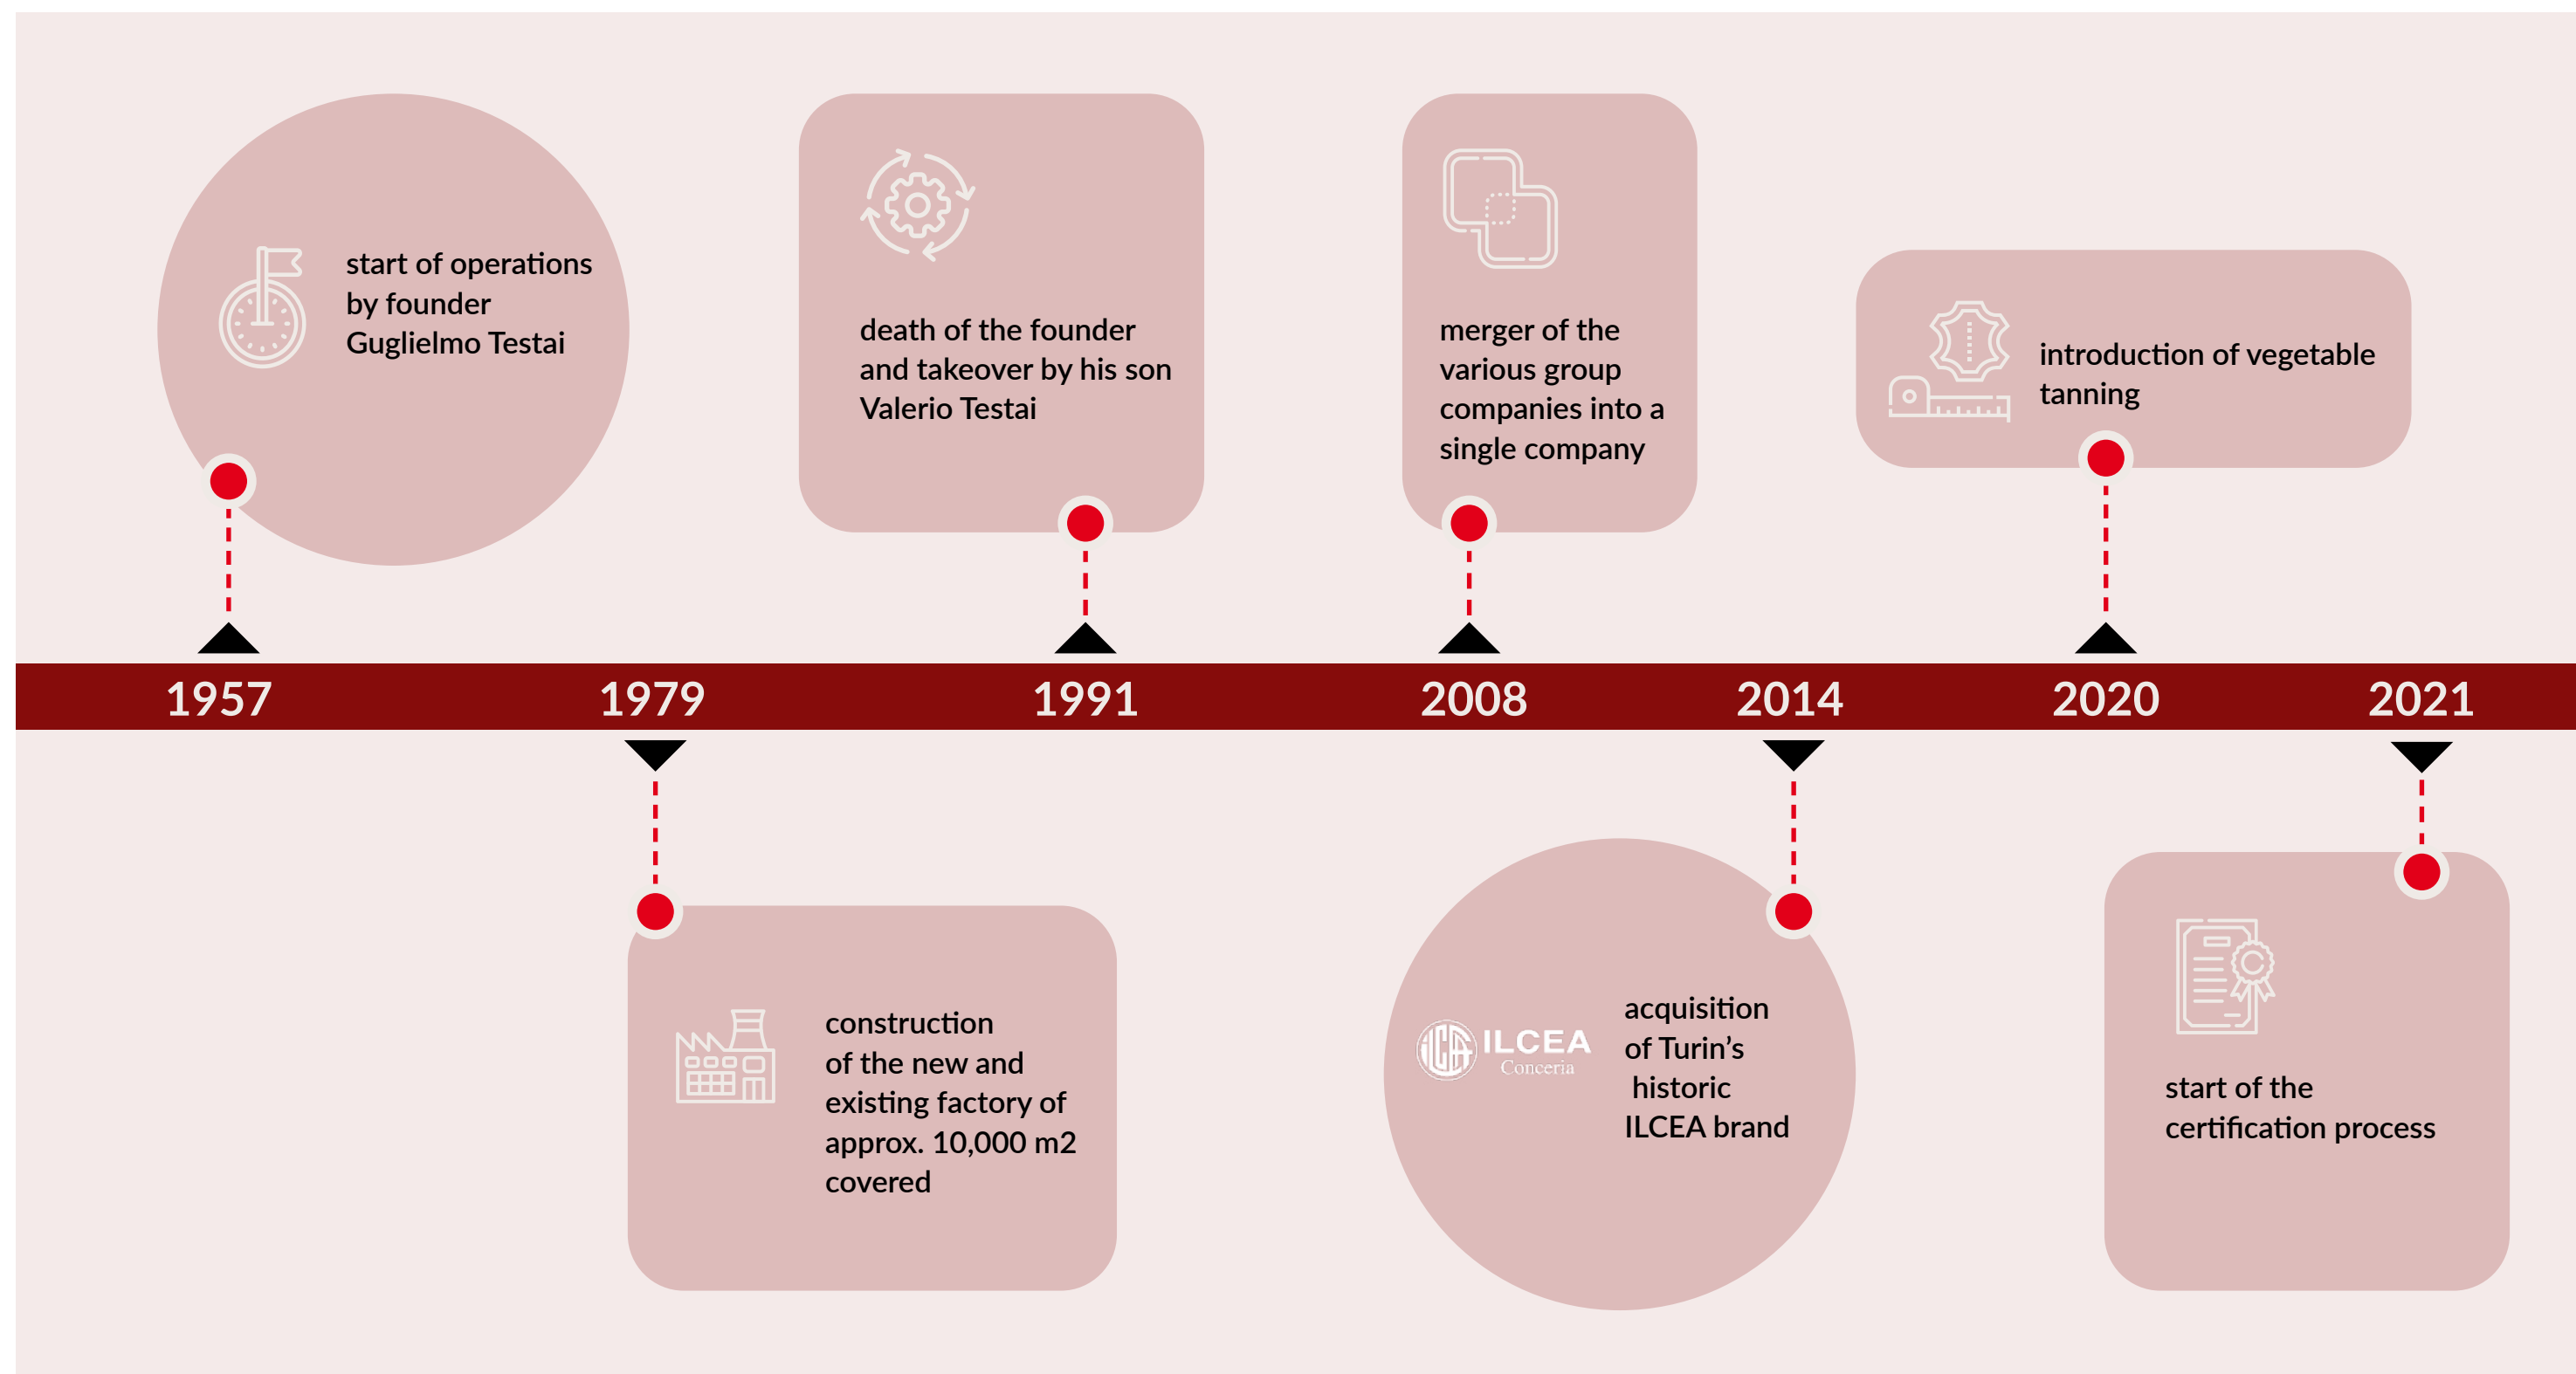 start of operations
by founder
Guglielmo Testai
death of the founder
and takeover by his son
Valerio Testai
merger of the
various group
companies into a
single company
introduction of vegetable
tanning
1957
1979
1991
2008
2014
2020
2021
construction
of the new and
existing factory of
approx. 10,000 m2
covered
ILCEA
ILCEA
Conceria
acquisition
of Turin’s
historic
ILCEA brand
start of the
certification process